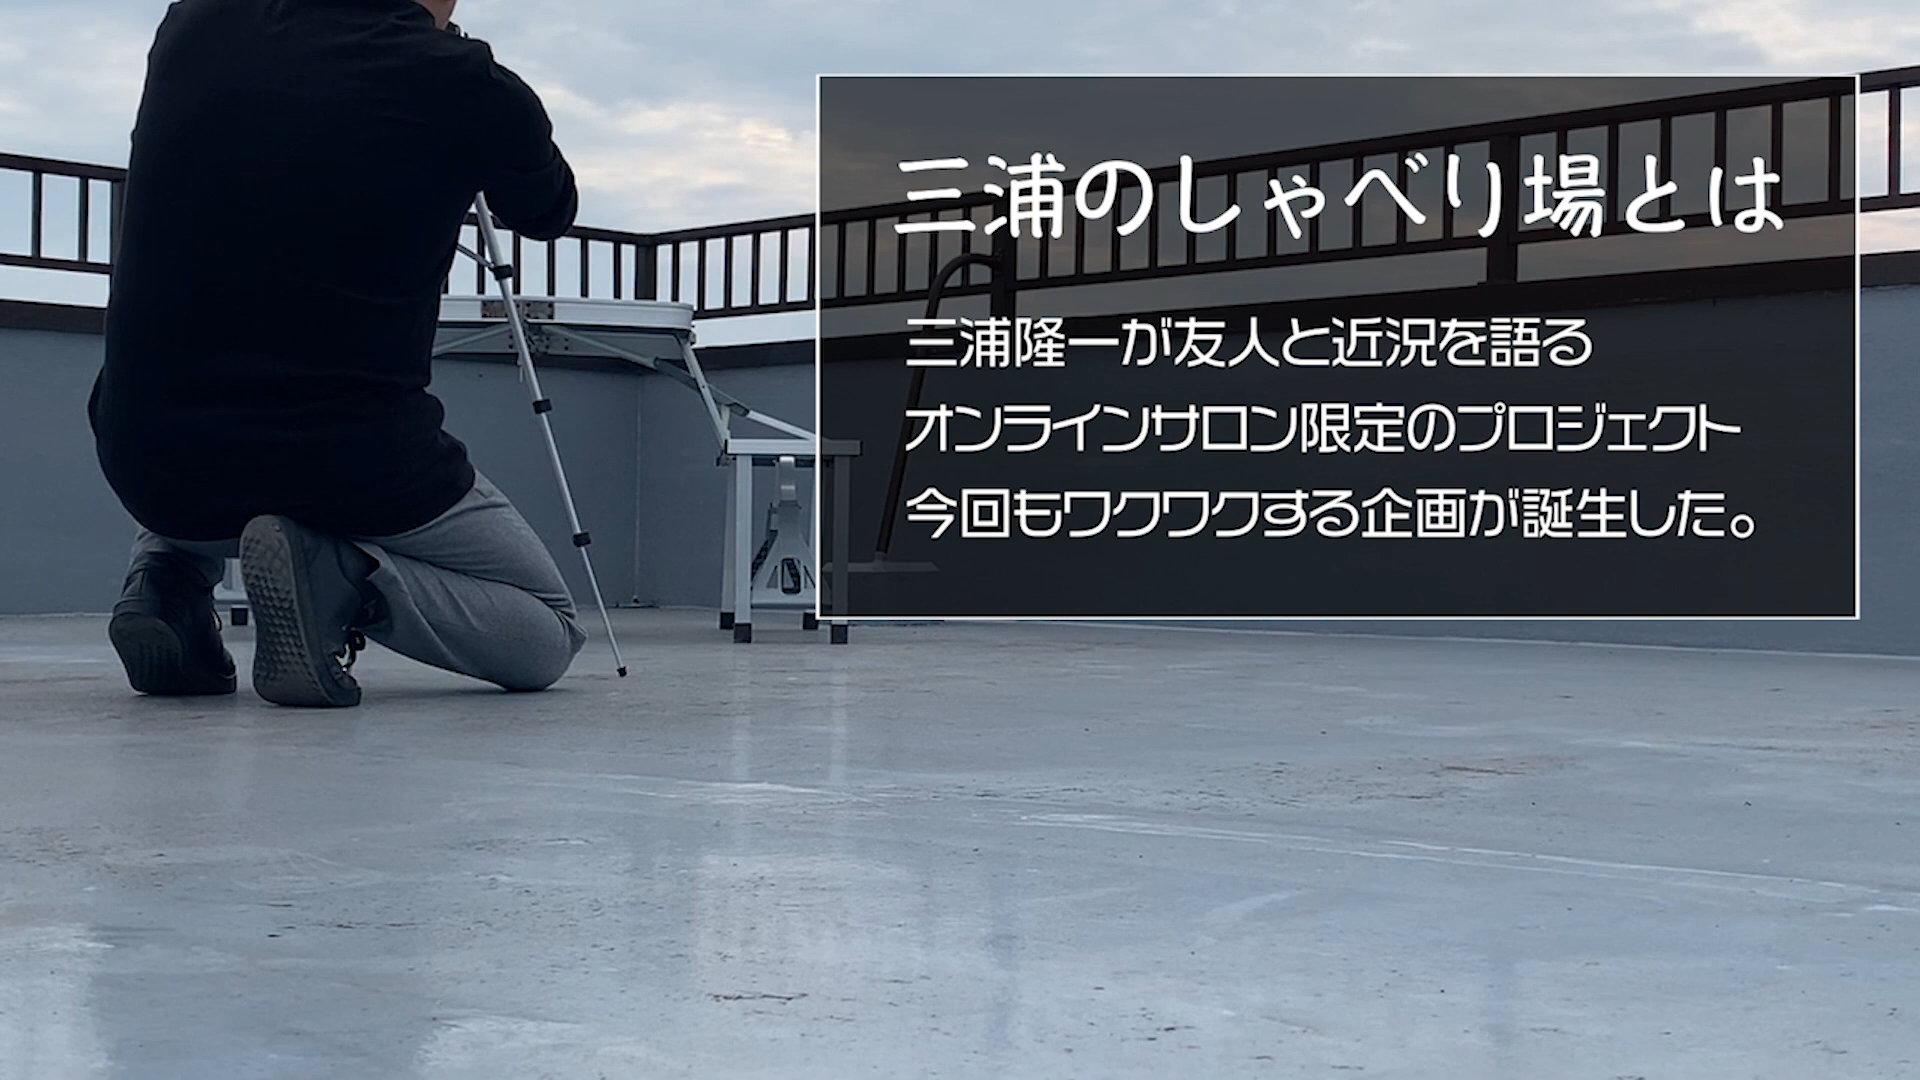 三浦のしゃべり場とは
三浦隆一が友人と近況を語る
オンラインサロン限定のプロジェクト
今回もワクワクする企画が誕生した。